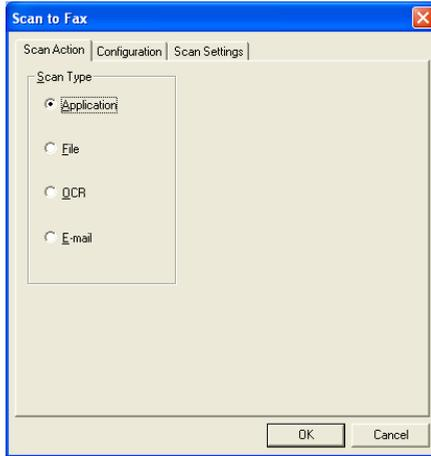 Scan to Fax
Scan Action Configuration Scan Settings
Scan Type
Application
File
OCR
E-mail
OK Cancel